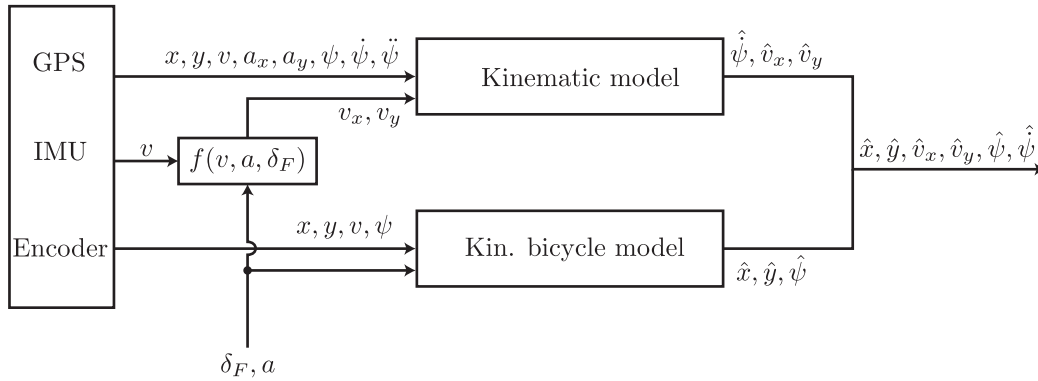 GPS
IMU
Encoder
x, y, v, a_x, a_y, ψ, ψ̇, ψ̈
v_x, v_y
v
f(v, a, δ_F)
x, y, v, ψ
δ_F, a
Kinematic model
Kin. bicycle model
ψ̇̂, v̂_x, v̂_y
x̂, ŷ, ψ̂
x̂, ŷ, v̂_x, v̂_y, ψ̂, ψ̇̂